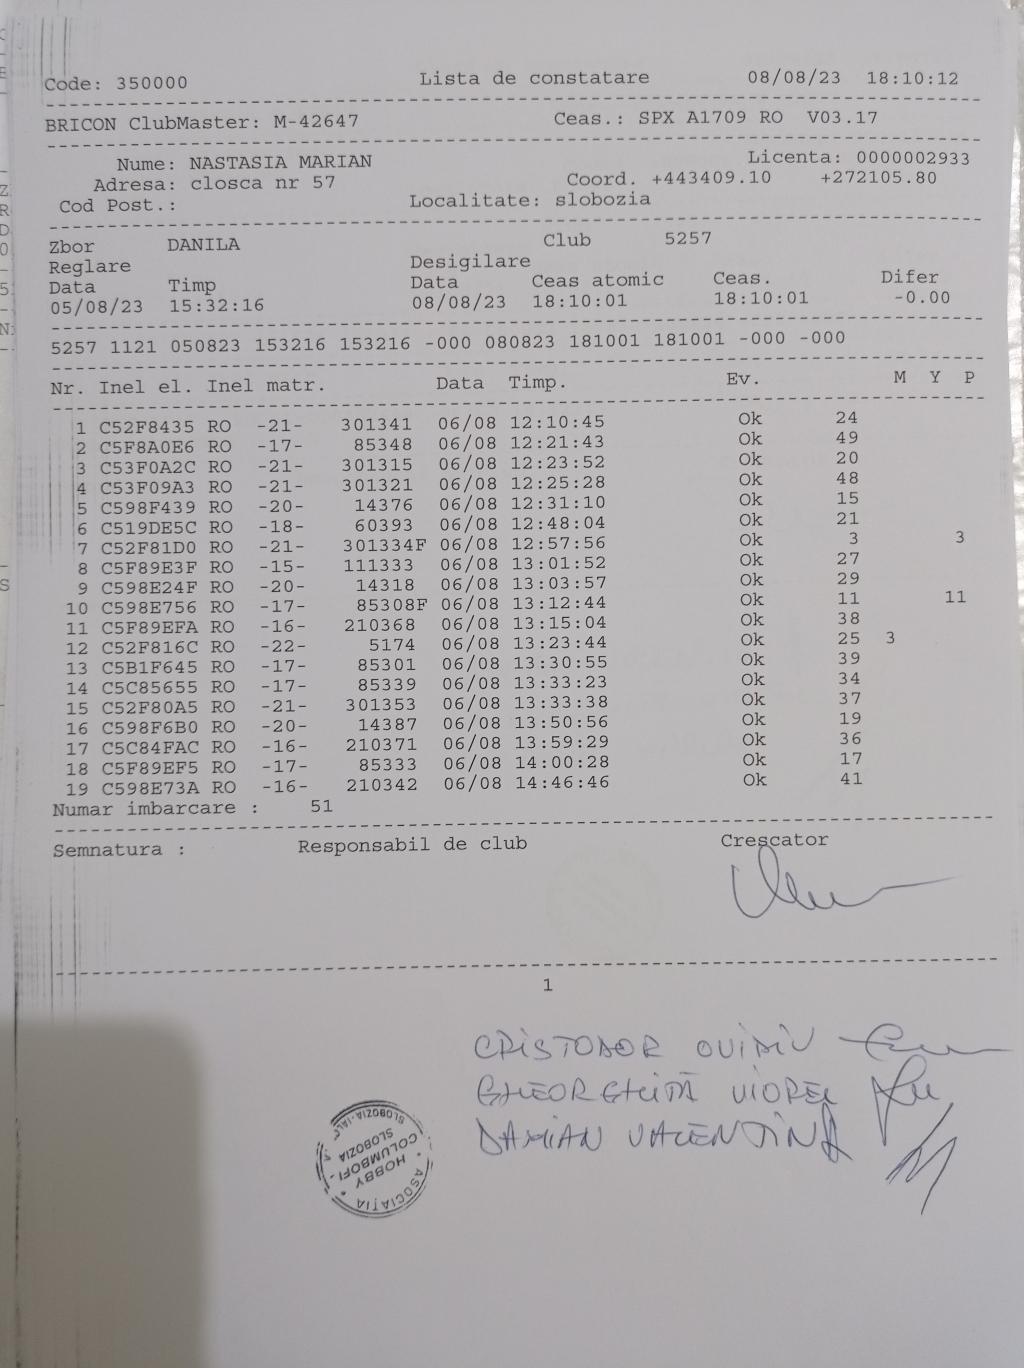 Code: 350000 Lista de constatare 08/08/23 18:10:12
BRICON ClubMaster: M-42647 Ceas.: SPX A1709 RO V03.17
Nume: NASTASIA MARIAN Licenta: 0000002933
Adresa: closca nr 57 Coord. +443409.10 +272105.80
Cod Post.: Localitate: slobozia
Zbor DANILA Club 5257
Reglare Desigilare
Data Timp Data Ceas atomic Ceas. Difer
05/08/23 15:32:16 08/08/23 18:10:01 18:10:01 -0.00
5257 1121 050823 153216 153216 -000 080823 181001 181001 -000 -000
Nr. Inel el. Inel matr. Data Timp. Ev. M Y P
1 C52F8435 RO -21- 301341 06/08 12:10:45 Ok 24
2 C5F8A0E6 RO -17- 85348 06/08 12:21:43 Ok 49
3 C53F0A2C RO -21- 301315 06/08 12:23:52 Ok 20
4 C53F09A3 RO -21- 301321 06/08 12:25:28 Ok 48
5 C598F439 RO -20- 14376 06/08 12:31:10 Ok 15
6 C519DE5C RO -18- 60393 06/08 12:48:04 Ok 21
7 C52F81D0 RO -21- 301334F 06/08 12:57:56 Ok 3 3
8 C5F89E3F RO -15- 111333 06/08 13:01:52 Ok 27
9 C598E24F RO -20- 14318 06/08 13:03:57 Ok 29
10 C598E756 RO -17- 85308F 06/08 13:12:44 Ok 11 11
11 C5F89EFA RO -16- 210368 06/08 13:15:04 Ok 38
12 C52F816C RO -22- 5174 06/08 13:23:44 Ok 25 3
13 C5B1F645 RO -17- 85301 06/08 13:30:55 Ok 39
14 C5C85655 RO -17- 85339 06/08 13:33:23 Ok 34
15 C52F80A5 RO -21- 301353 06/08 13:33:38 Ok 37
16 C598F6B0 RO -20- 14387 06/08 13:50:56 Ok 19
17 C5C84FAC RO -16- 210371 06/08 13:59:29 Ok 36
18 C5F89EF5 RO -17- 85333 06/08 14:00:28 Ok 17
19 C598E73A RO -16- 210342 06/08 14:46:46 Ok 41
Numar imbarcare : 51
Semnatura : Responsabil de club Crescator
1
CRISTODOR OVIDIU
GHEORGHIȚĂ VIOREL
DAMIAN VALENTINA
ASOCIAȚIA
HOBBY
COLUMBOFI-
SLOBOZIA